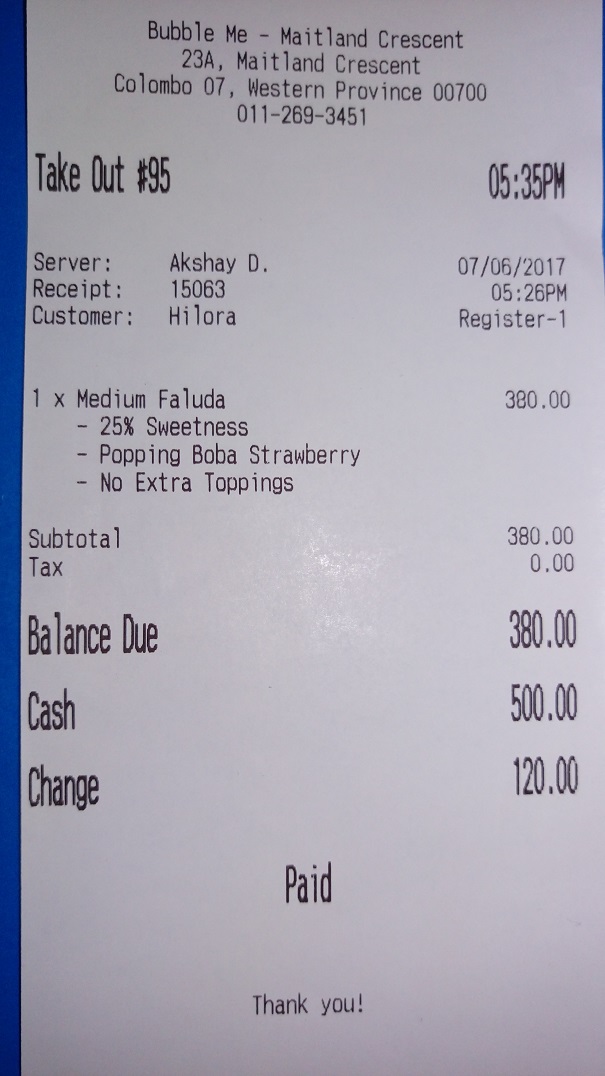 Bubble Me - Maitland Crescent
23A, Maitland Crescent
Colombo 07, Western Province 00700
011-269-3451
Take Out #95 05:35PM
Server: Akshay D. 07/06/2017
Receipt: 15063 05:26PM
Customer: Hilora Register-1
1 x Medium Faluda 380.00
- 25% Sweetness
- Popping Boba Strawberry
- No Extra Toppings
Subtotal 380.00
Tax 0.00
Balance Due 380.00
Cash 500.00
Change 120.00
Paid
Thank you!